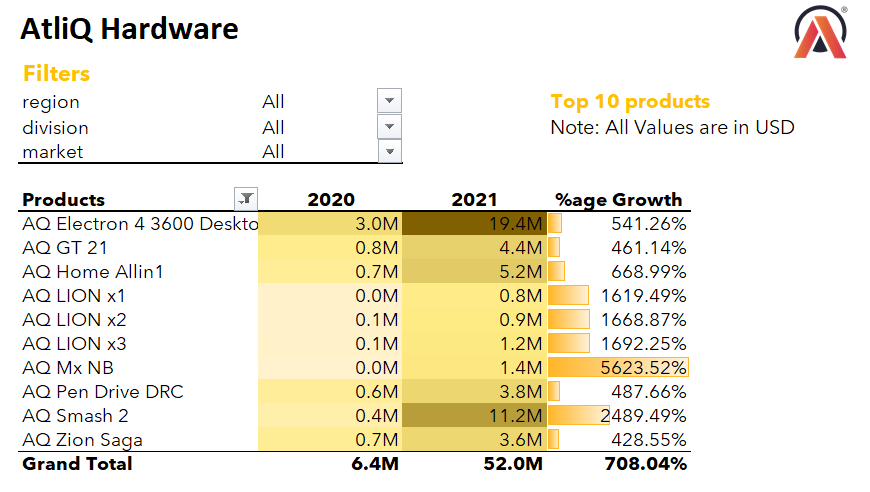 AtliQ Hardware
®
Filters
region All
division All
market All
Top 10 products
Note: All Values are in USD
Products 2020 2021 %age Growth
AQ Electron 4 3600 Deskto 3.0M 19.4M 541.26%
AQ GT 21 0.8M 4.4M 461.14%
AQ Home Allin1 0.7M 5.2M 668.99%
AQ LION x1 0.0M 0.8M 1619.49%
AQ LION x2 0.1M 0.9M 1668.87%
AQ LION x3 0.1M 1.2M 1692.25%
AQ Mx NB 0.0M 1.4M 5623.52%
AQ Pen Drive DRC 0.6M 3.8M 487.66%
AQ Smash 2 0.4M 11.2M 2489.49%
AQ Zion Saga 0.7M 3.6M 428.55%
Grand Total 6.4M 52.0M 708.04%